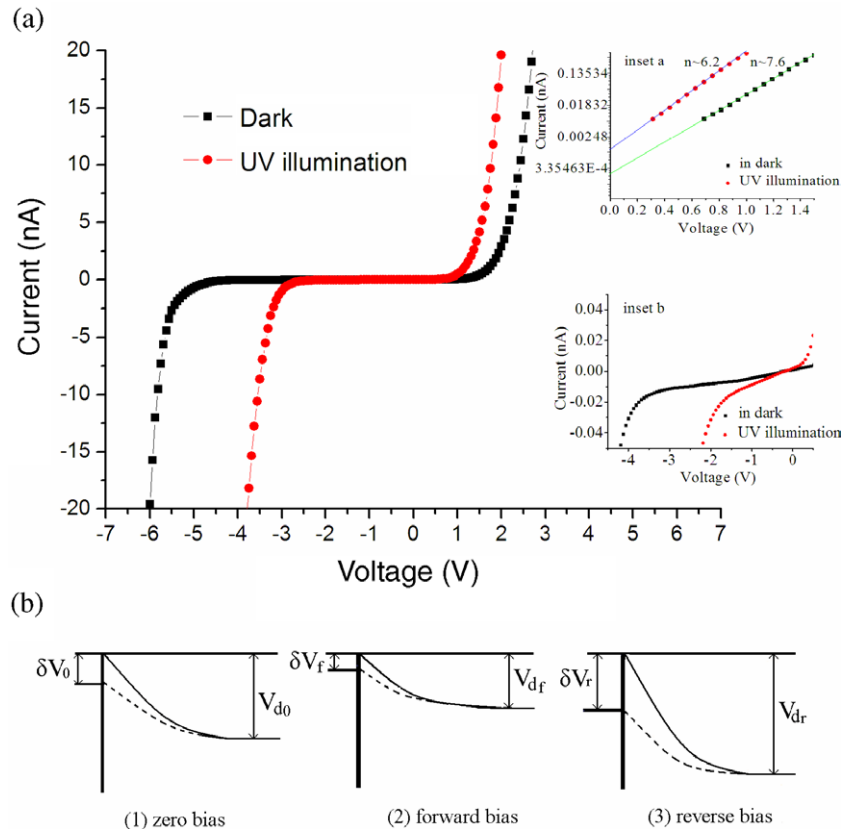 (a)
20
15
10
5
0
-5
-10
-15
-20
Current (nA)
Dark
UV illumination
-7 -6 -5 -4 -3 -2 -1 0 1 2 3 4 5 6 7
Voltage (V)
inset a
n~6.2 n~7.6
0.13534
0.01832
0.00248
3.35463E-4
Current (nA)
in dark
UV illumination
0.0 0.2 0.4 0.6 0.8 1.0 1.2 1.4
Voltage (V)
inset b
0.04
0.02
0.00
-0.02
-0.04
Current (nA)
in dark
UV illumination
-4 -3 -2 -1 0
Voltage (V)
(b)
δV0
Vd0
(1) zero bias
δVf
Vdf
(2) forward bias
δVr
Vdr
(3) reverse bias